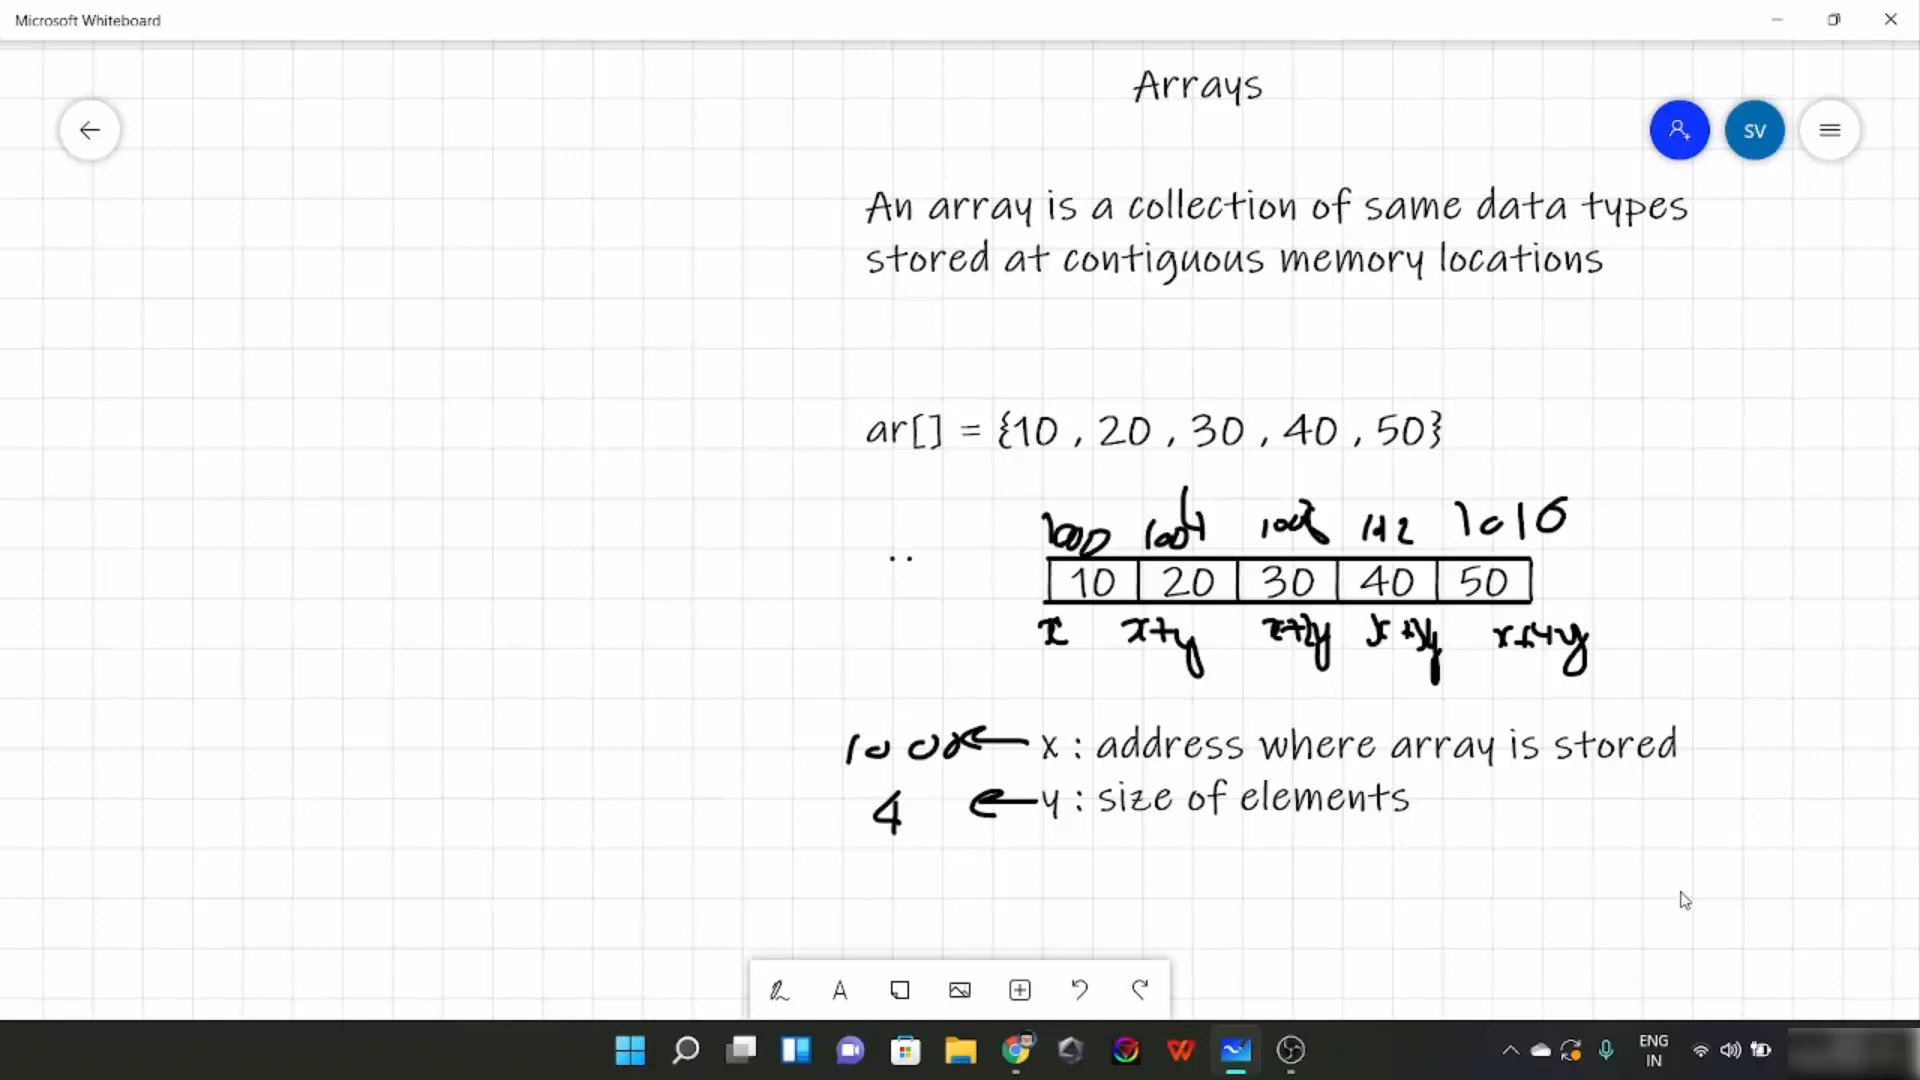 Microsoft Whiteboard
Arrays
SV
An array is a collection of same data types
stored at contiguous memory locations
ar[] = {10 , 20 , 30 , 40 , 50}
1000 1004 1008 1016
..
10 20 30 40 50
x x+y x+2y x+3y x+4y
1000 ← x : address where array is stored
4 ← y : size of elements
ENG
IN